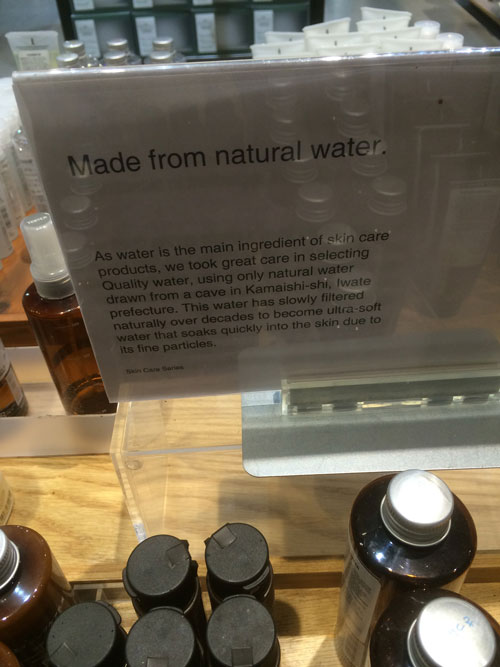 Made from natural water.
As water is the main ingredient of skin care
products, we took great care in selecting
Quality water, using only natural water
drawn from a cave in Kamaishi-shi, Iwate
prefecture. This water has slowly filtered
naturally over decades to become ultra-soft
water that soaks quickly into the skin due to
its fine particles.
Skin Care Series